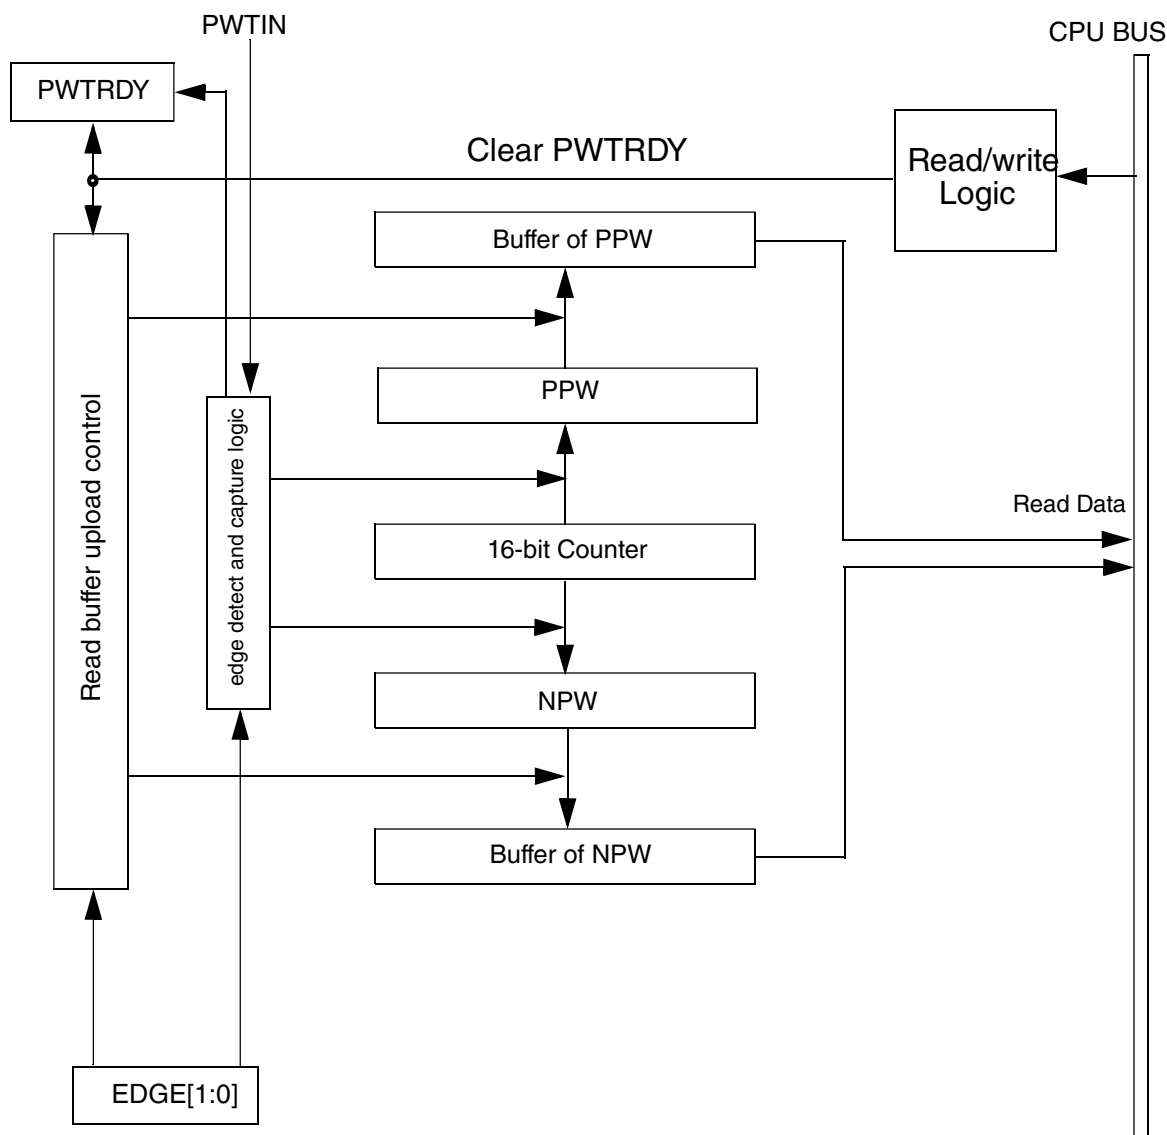 PWTIN
CPU BUS
PWTRDY
Clear PWTRDY
Read/write
Logic
Buffer of PPW
PPW
Read buffer upload control
edge detect and capture logic
Read Data
16-bit Counter
NPW
Buffer of NPW
EDGE[1:0]